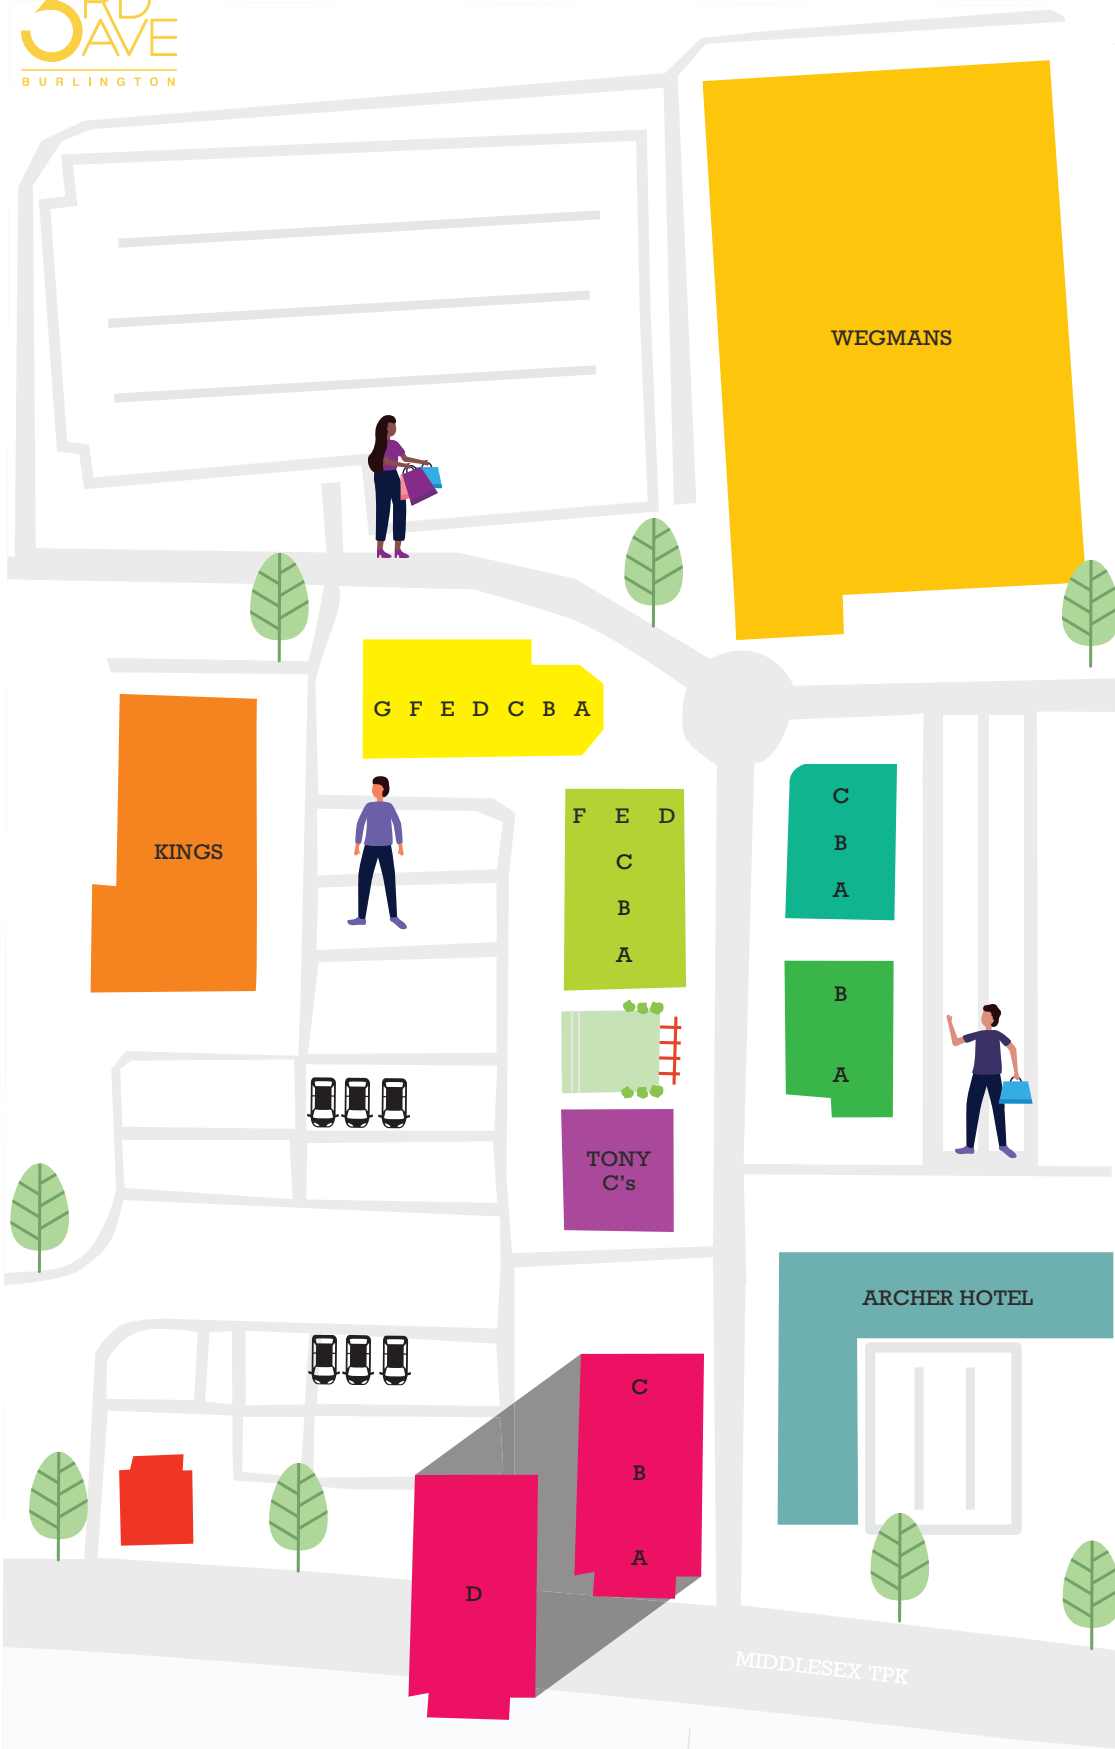 3RD
AVE
BURLINGTON
WEGMANS
G F E D C B A
KINGS
F E D
C
B
A
C
B
A
B
A
TONY
C's
ARCHER HOTEL
C
B
A
D
MIDDLESEX TPK